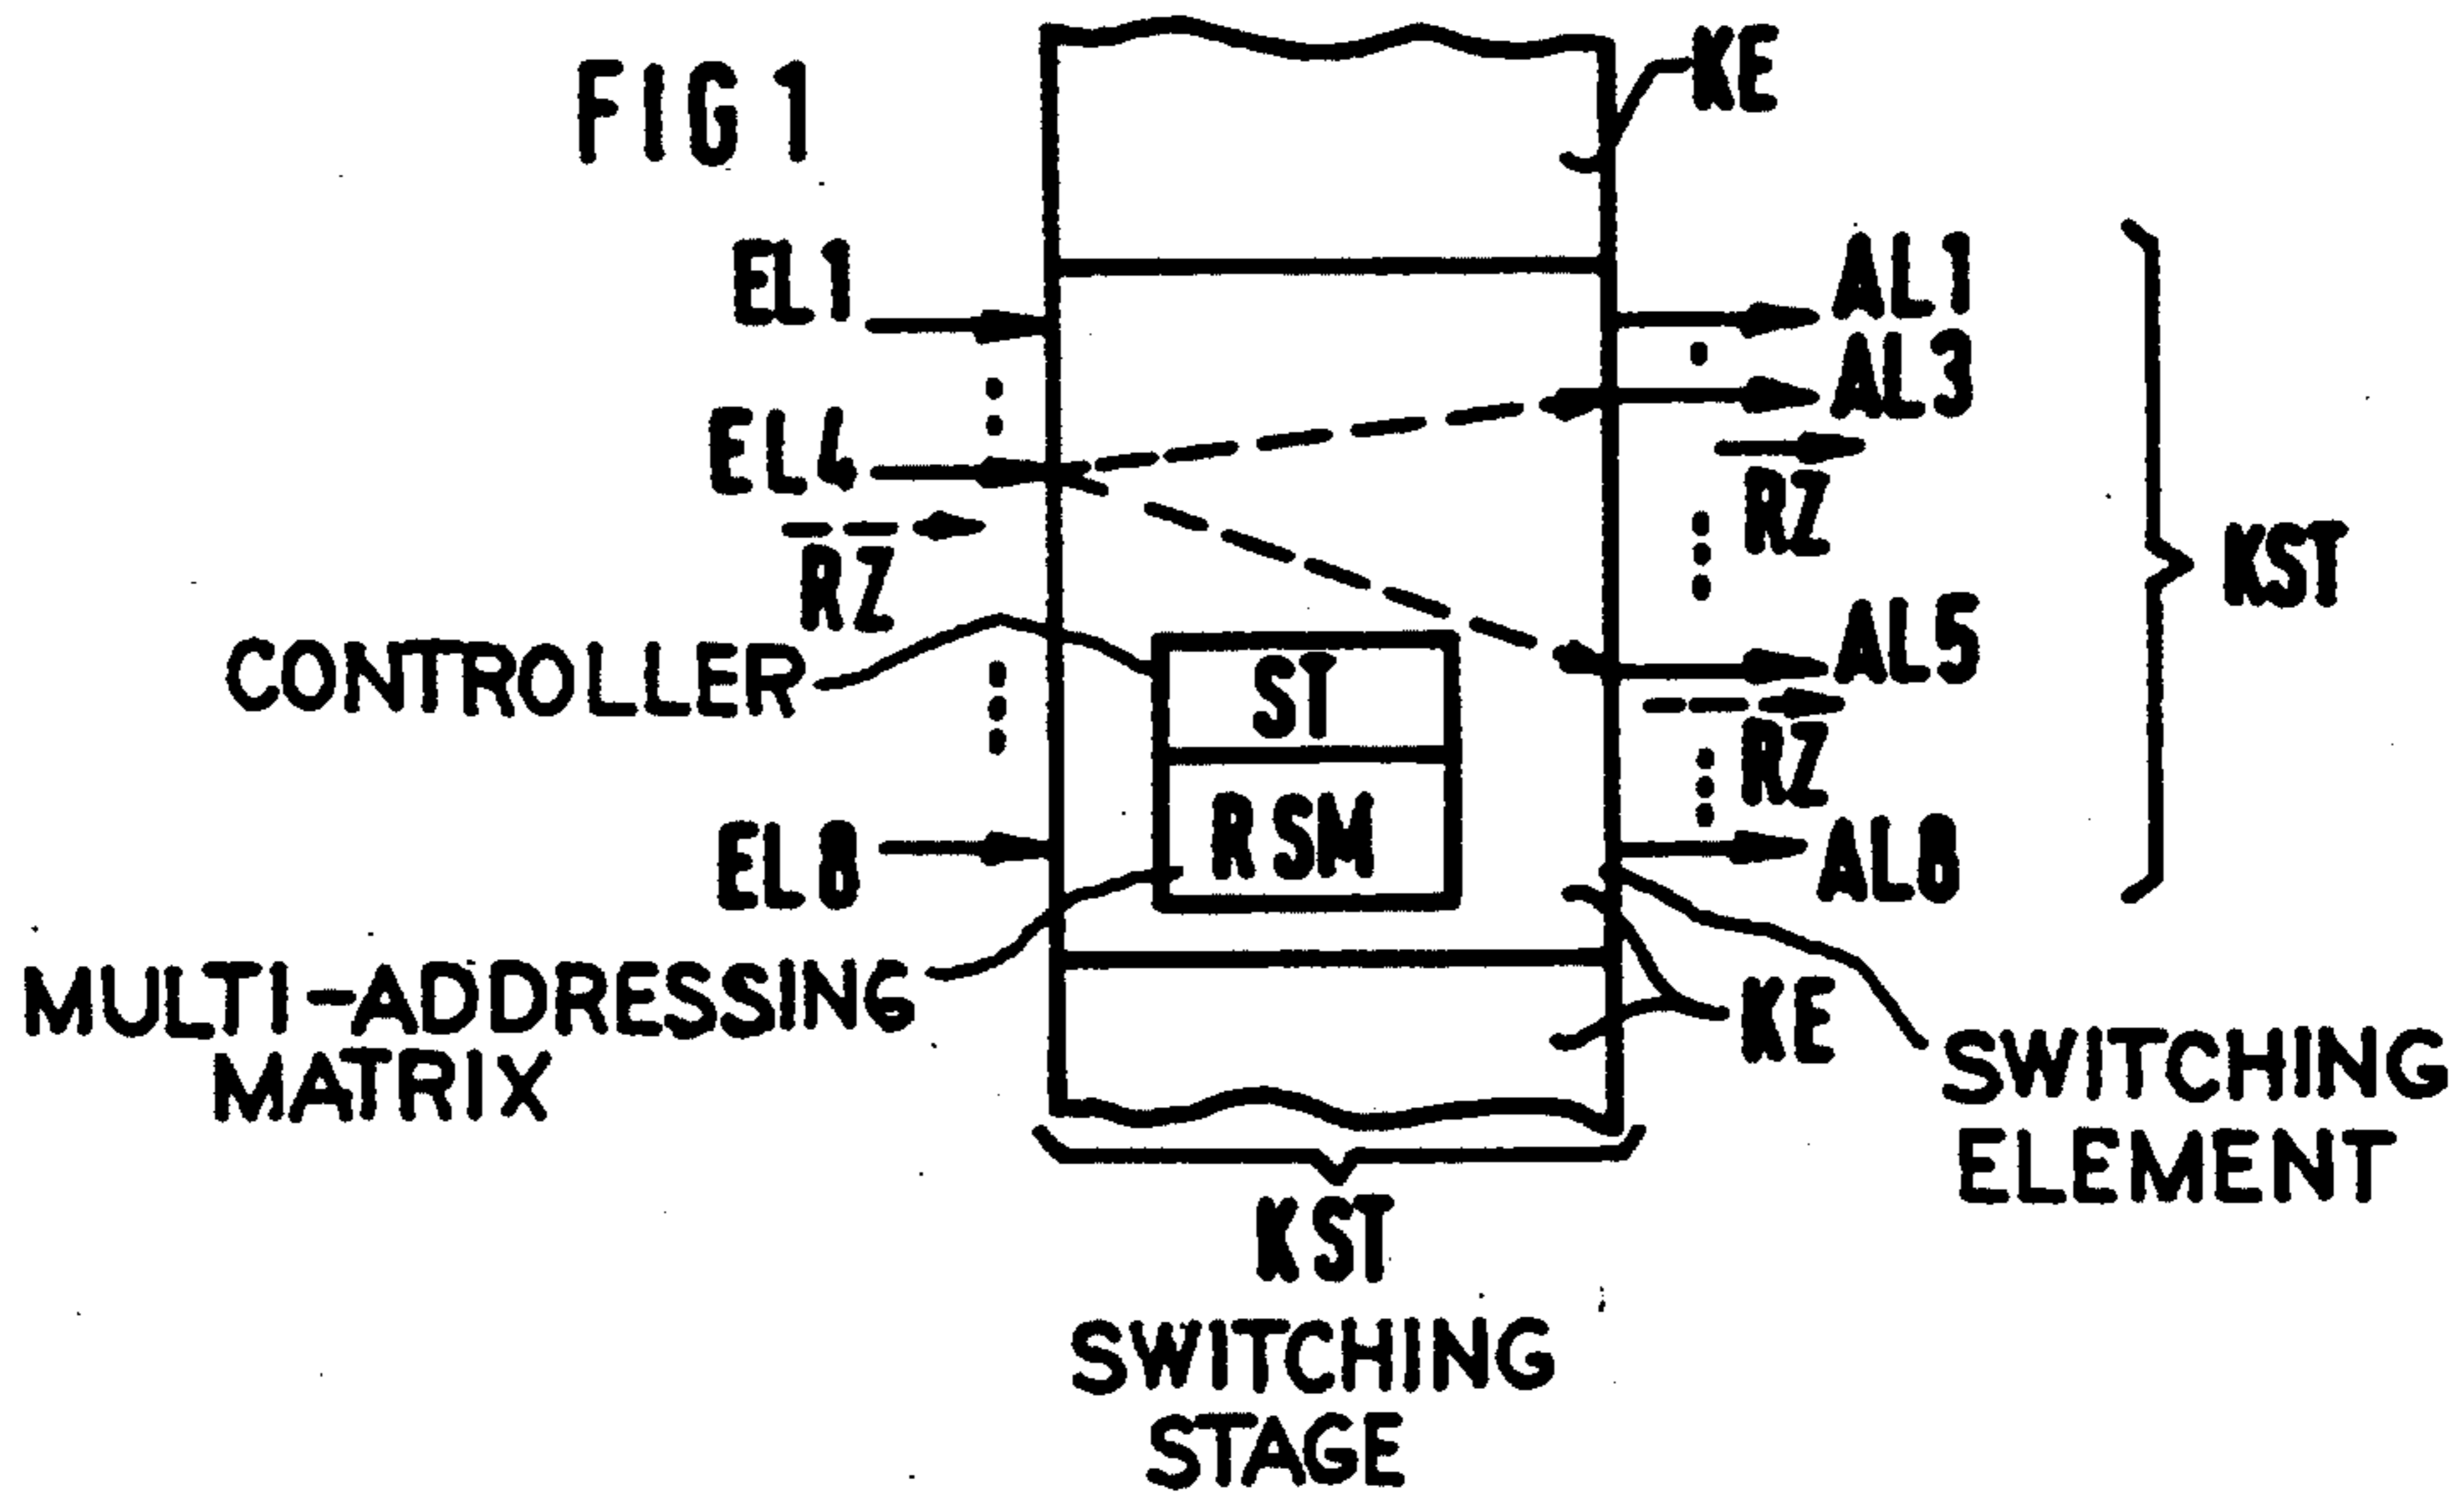 FIG 1
KE
EL1
AL1
AL3
EL4
RZ
RZ
KST
CONTROLLER
ST
AL5
RZ
RSM
EL8
AL8
MULTI-ADDRESSING
MATRIX
KE
SWITCHING
ELEMENT
KST
SWITCHING
STAGE